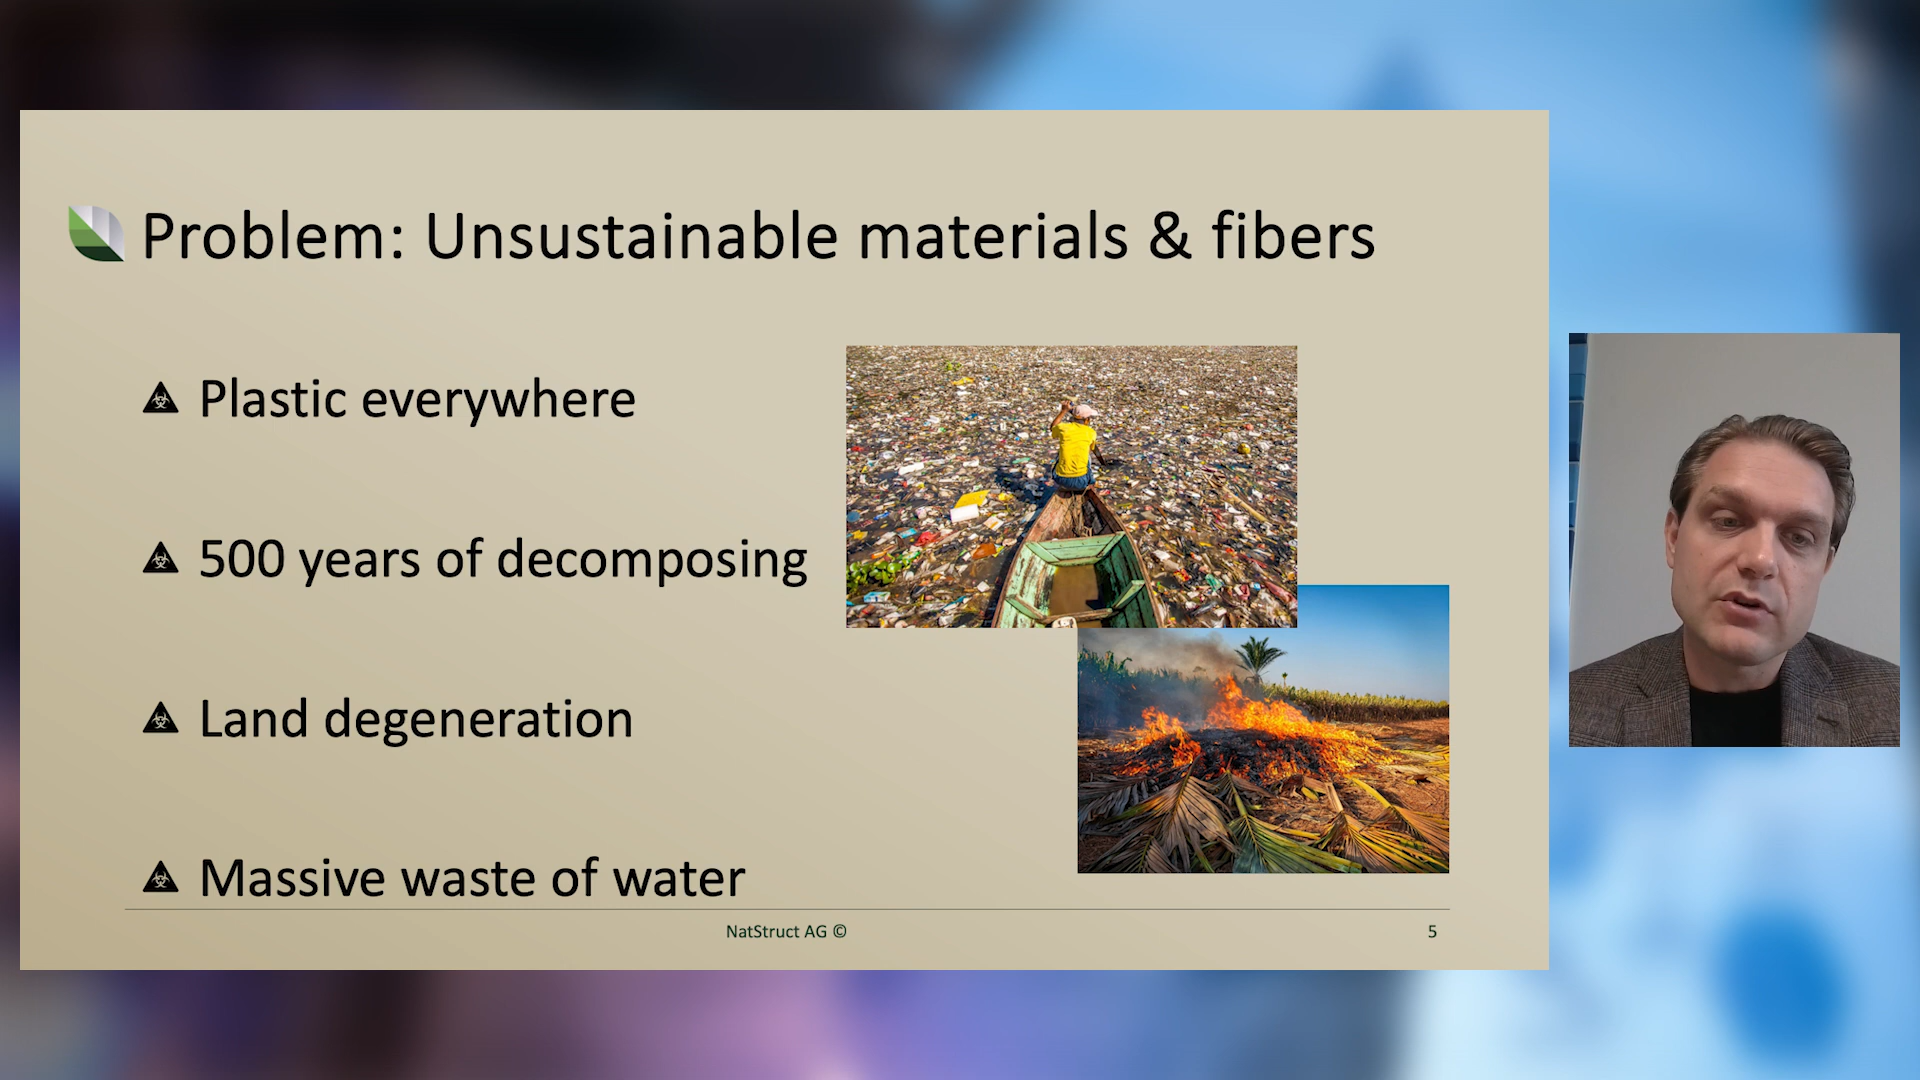 Problem: Unsustainable materials & fibers
Plastic everywhere
500 years of decomposing
Land degeneration
Massive waste of water
NatStruct AG ©
5